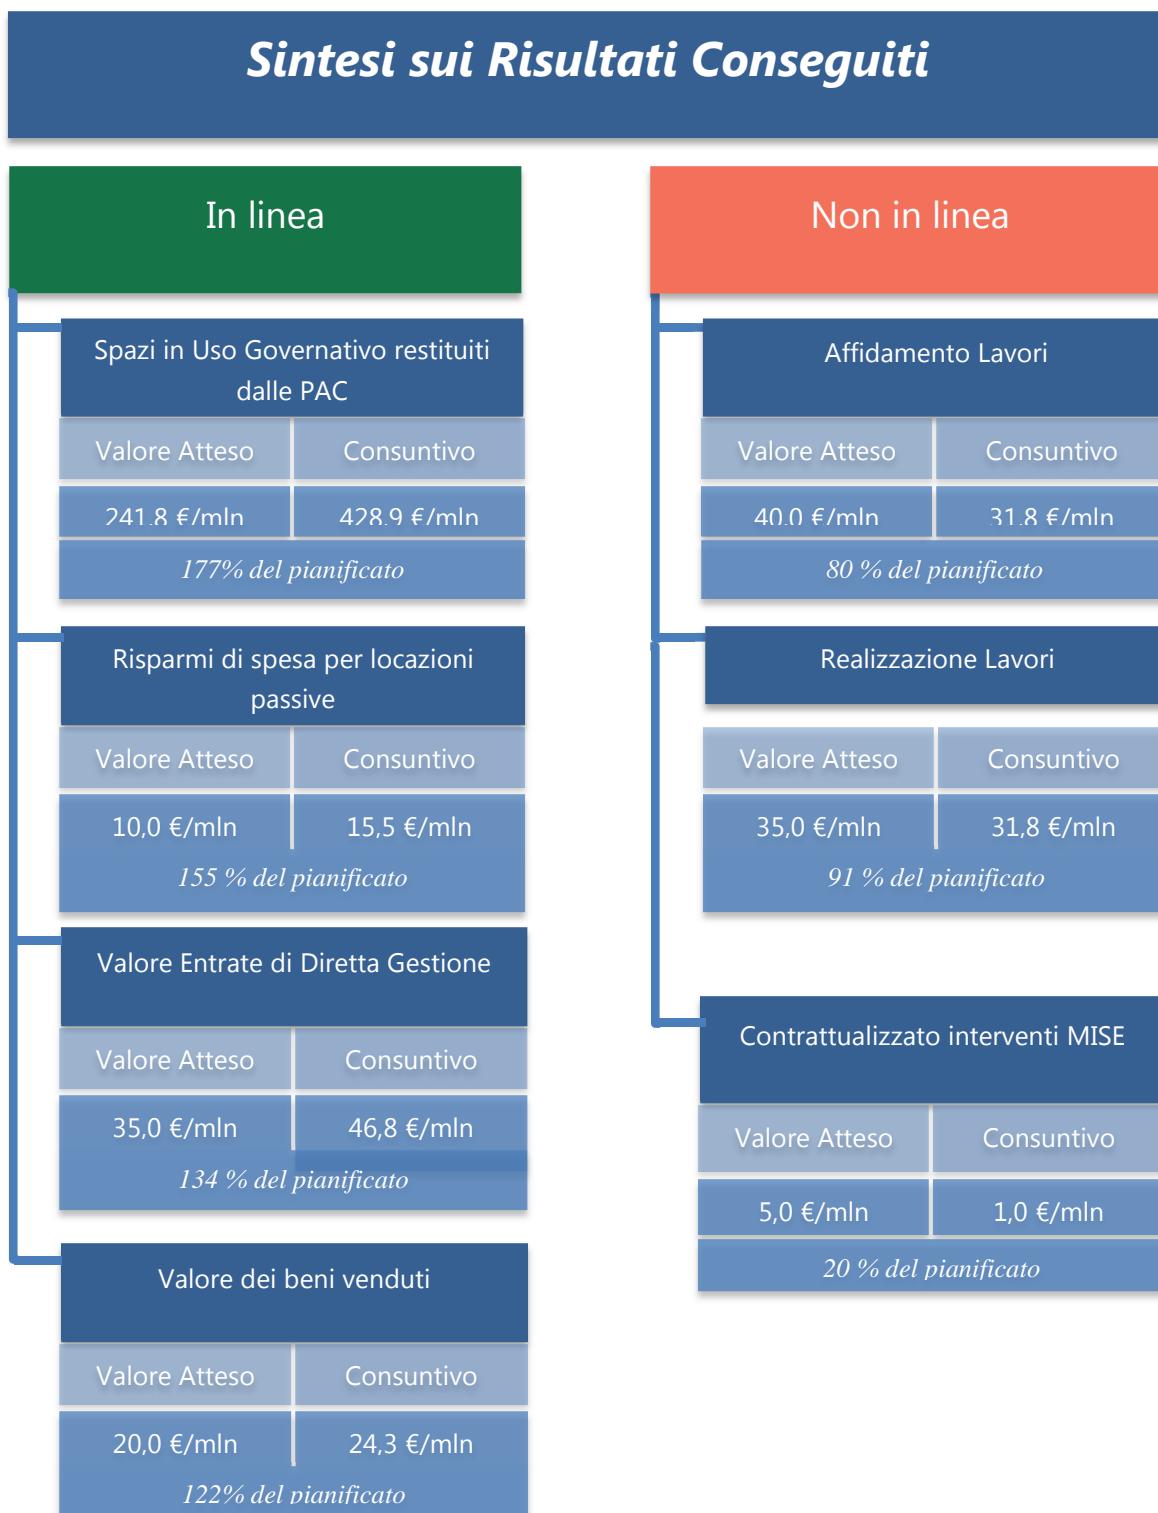 Sintesi sui Risultati Conseguiti
In linea
Spazi in Uso Governativo restituiti
dalle PAC
Valore Atteso Consuntivo
241,8 €/mln 428,9 €/mln
177% del pianificato
Risparmi di spesa per locazioni
passive
Valore Atteso Consuntivo
10,0 €/mln 15,5 €/mln
155 % del pianificato
Valore Entrate di Diretta Gestione
Valore Atteso Consuntivo
35,0 €/mln 46,8 €/mln
134 % del pianificato
Valore dei beni venduti
Valore Atteso Consuntivo
20,0 €/mln 24,3 €/mln
122% del pianificato
Non in linea
Affidamento Lavori
Valore Atteso Consuntivo
40,0 €/mln 31,8 €/mln
80 % del pianificato
Realizzazione Lavori
Valore Atteso Consuntivo
35,0 €/mln 31,8 €/mln
91 % del pianificato
Contrattualizzato interventi MISE
Valore Atteso Consuntivo
5,0 €/mln 1,0 €/mln
20 % del pianificato